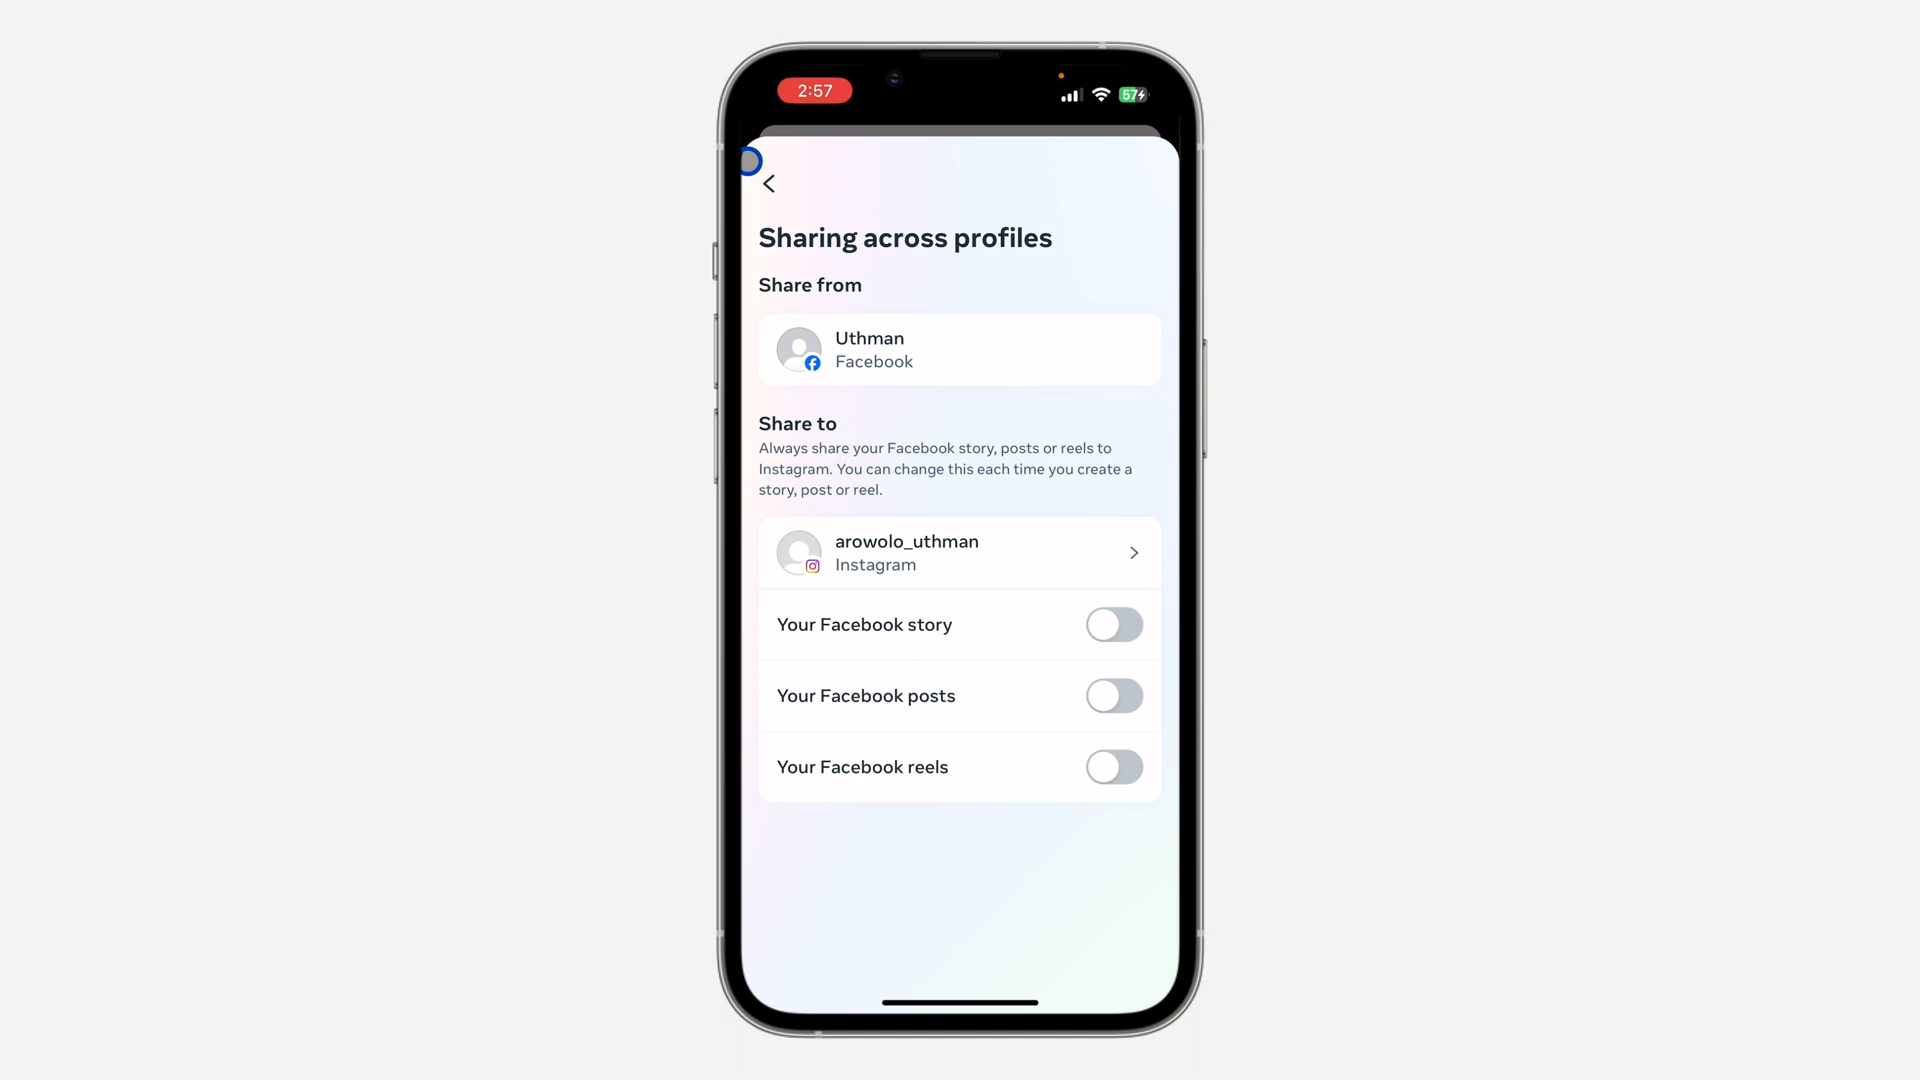 2:57
57
Sharing across profiles
Share from
Uthman
Facebook
Share to
Always share your Facebook story, posts or reels to
Instagram. You can change this each time you create a
story, post or reel.
arowolo_uthman
Instagram
Your Facebook story
Your Facebook posts
Your Facebook reels